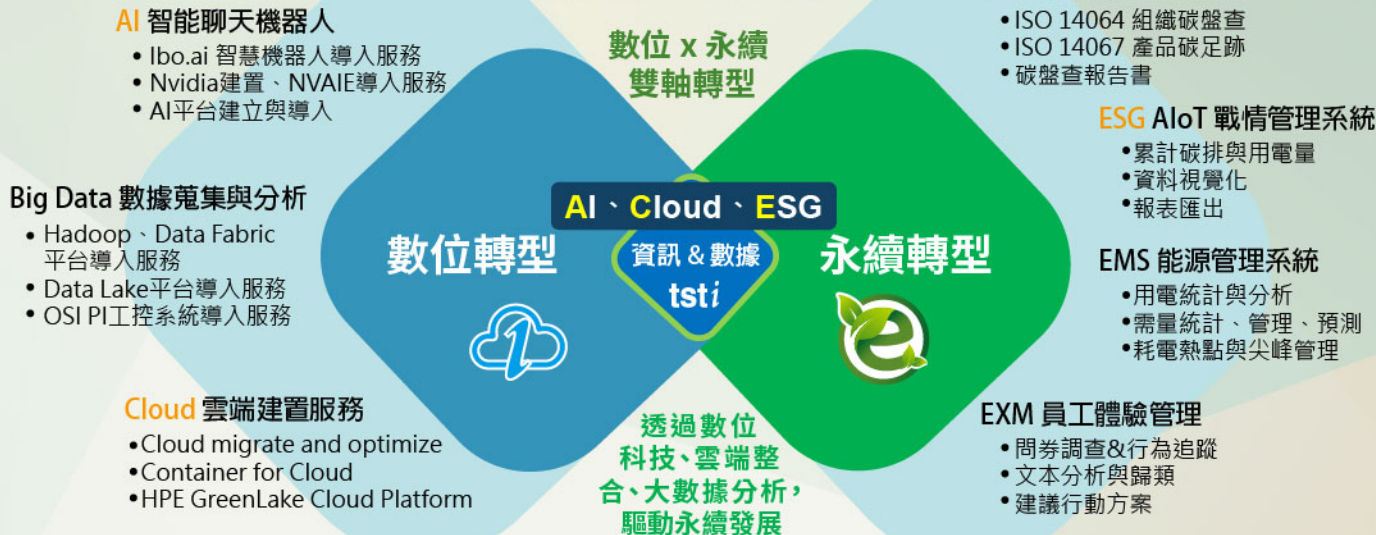 AI 智能聊天機器人
• Ibo.ai 智慧機器人導入服務
• Nvidia建置、NVAIE導入服務
• AI平台建立與導入
Big Data 數據蒐集與分析
• Hadoop、Data Fabric
平台導入服務
• Data Lake平台導入服務
• OSI PI工控系統導入服務
Cloud 雲端建置服務
•Cloud migrate and optimize
•Container for Cloud
•HPE GreenLake Cloud Platform
數位 x 永續
雙軸轉型
AI、Cloud、ESG
數位轉型
資訊 & 數據
tsti
永續轉型
透過數位
科技、雲端整
合、大數據分析，
驅動永續發展
• ISO 14064 組織碳盤查
• ISO 14067 產品碳足跡
• 碳盤查報告書
ESG AIoT 戰情管理系統
•累計碳排與用電量
•資料視覺化
•報表匯出
EMS 能源管理系統
•用電統計與分析
•需量統計、管理、預測
•耗電熱點與尖峰管理
EXM 員工體驗管理
• 問券調查&行為追蹤
• 文本分析與歸類
• 建議行動方案